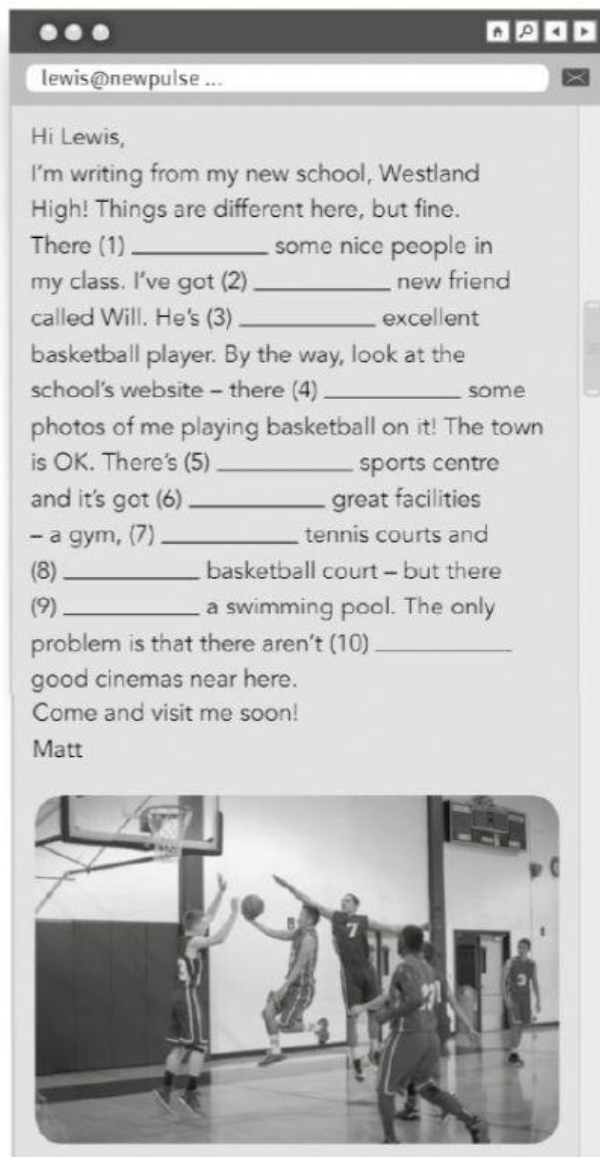 lewis@newpulse ...
Hi Lewis,
I'm writing from my new school, Westland
High! Things are different here, but fine.
There (1) __________ some nice people in
my class. I've got (2) __________ new friend
called Will. He's (3) __________ excellent
basketball player. By the way, look at the
school's website – there (4) __________ some
photos of me playing basketball on it! The town
is OK. There's (5) __________ sports centre
and it's got (6) __________ great facilities
– a gym, (7) __________ tennis courts and
(8) __________ basketball court – but there
(9) __________ a swimming pool. The only
problem is that there aren't (10) __________
good cinemas near here.
Come and visit me soon!
Matt
7
3